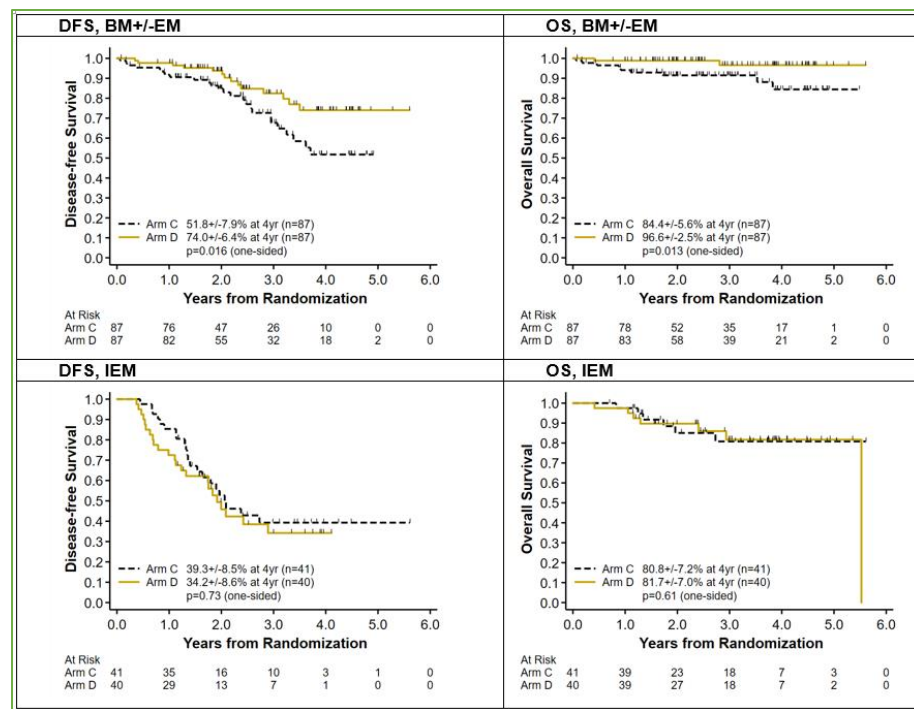 DFS, BM+/-EM
Disease-free Survival
1.0
0.9
0.8
0.7
0.6
0.5
0.4
0.3
0.2
0.1
0.0
Arm C 51.8+/-7.9% at 4yr (n=87)
Arm D 74.0+/-6.4% at 4yr (n=87)
p=0.016 (one-sided)
0.0 1.0 2.0 3.0 4.0 5.0 6.0
Years from Randomization
At Risk
Arm C 87 76 47 26 10 0 0
Arm D 87 82 55 32 18 2 0
OS, BM+/-EM
Overall Survival
1.0
0.9
0.8
0.7
0.6
0.5
0.4
0.3
0.2
0.1
0.0
Arm C 84.4+/-5.6% at 4yr (n=87)
Arm D 96.6+/-2.5% at 4yr (n=87)
p=0.013 (one-sided)
0.0 1.0 2.0 3.0 4.0 5.0 6.0
Years from Randomization
At Risk
Arm C 87 78 52 35 17 1 0
Arm D 87 83 58 39 21 2 0
DFS, IEM
Disease-free Survival
1.0
0.9
0.8
0.7
0.6
0.5
0.4
0.3
0.2
0.1
0.0
Arm C 39.3+/-8.5% at 4yr (n=41)
Arm D 34.2+/-8.6% at 4yr (n=40)
p=0.73 (one-sided)
0.0 1.0 2.0 3.0 4.0 5.0 6.0
Years from Randomization
At Risk
Arm C 41 35 16 10 3 1 0
Arm D 40 29 13 7 1 0 0
OS, IEM
Overall Survival
1.0
0.9
0.8
0.7
0.6
0.5
0.4
0.3
0.2
0.1
0.0
Arm C 80.8+/-7.2% at 4yr (n=41)
Arm D 81.7+/-7.0% at 4yr (n=40)
p=0.61 (one-sided)
0.0 1.0 2.0 3.0 4.0 5.0 6.0
Years from Randomization
At Risk
Arm C 41 39 23 18 7 3 0
Arm D 40 39 27 18 7 2 0